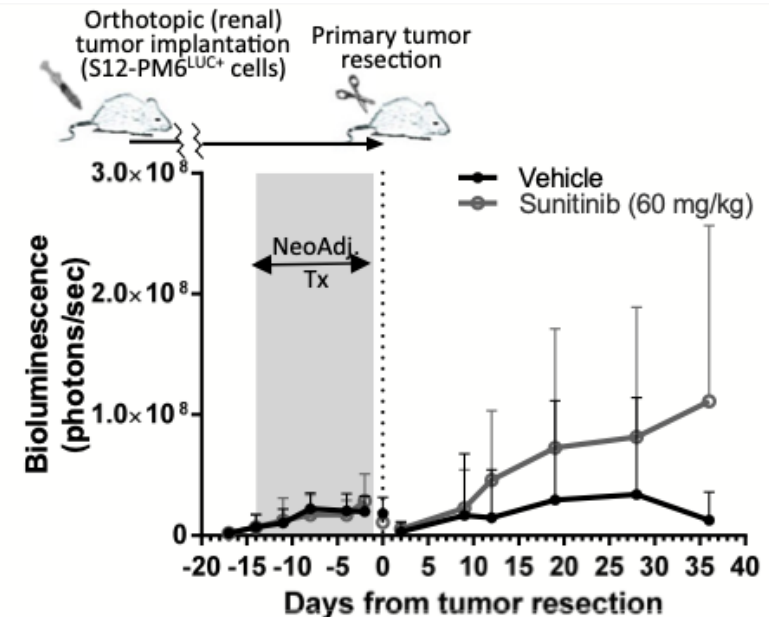 Orthotopic (renal)
tumor implantation
(S12-PM6LUC+ cells)
Primary tumor
resection
3.0×10⁸
2.0×10⁸
1.0×10⁸
0
Bioluminescence
(photons/sec)
NeoAdj.
Tx
Vehicle
Sunitinib (60 mg/kg)
-20 -15 -10 -5 0 5 10 15 20 25 30 35 40
Days from tumor resection